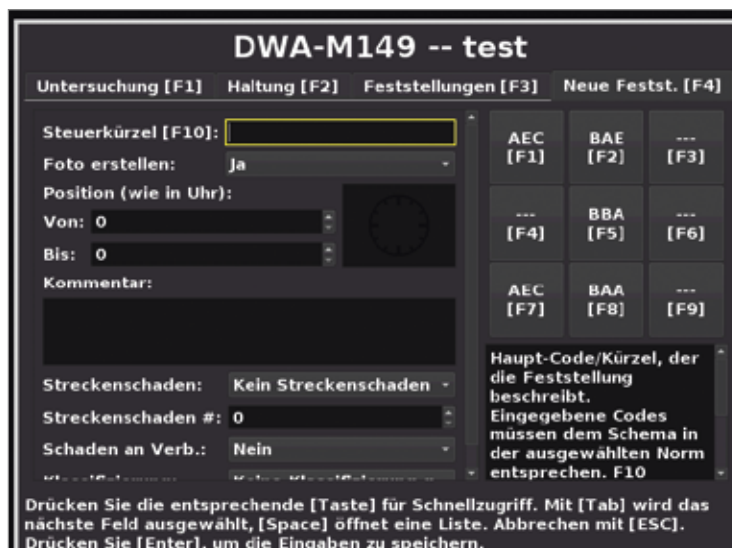 DWA-M149 -- test
Untersuchung [F1] Haltung [F2] Feststellungen [F3] Neue Festst. [F4]
Steuerkürzel [F10]:
Foto erstellen: Ja
Position (wie in Uhr):
Von: 0
Bis: 0
Kommentar:
Streckenschaden: Kein Streckenschaden
Streckenschaden #: 0
Schaden an Verb.: Nein
AEC BAE ---
[F1] [F2] [F3]
--- BBA ---
[F4] [F5] [F6]
AEC BAA ---
[F7] [F8] [F9]
Haupt-Code/Kürzel, der
die Feststellung
beschreibt.
Eingegebene Codes
müssen dem Schema in
der ausgewählten Norm
entsprechen. F10
Drücken Sie die entsprechende [Taste] für Schnellzugriff. Mit [Tab] wird das
nächste Feld ausgewählt, [Space] öffnet eine Liste. Abbrechen mit [ESC].
Drücken Sie [Enter], um die Eingaben zu speichern.